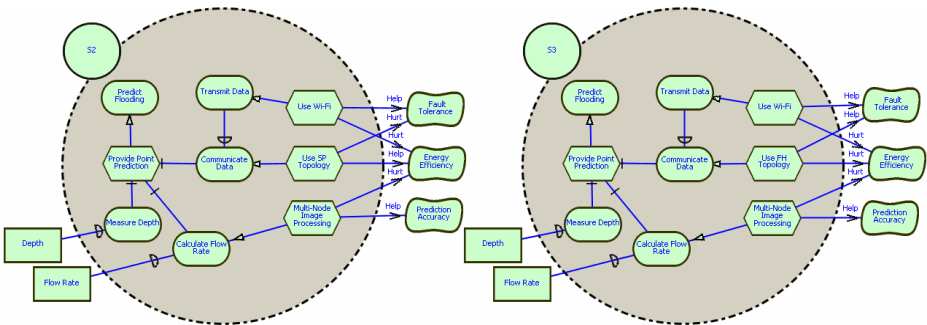 S2
Predict
Flooding
Transmit Data
Use Wi-Fi
Help
Hurt
Fault
Tolerance
Provide Point
Prediction
Communicate
Data
Use SP
Topology
Hurt
Help
Hurt
Energy
Efficiency
Measure Depth
Multi-Node
Image
Processing
Help
Prediction
Accuracy
Depth
Calculate Flow
Rate
Flow Rate
S3
Predict
Flooding
Transmit Data
Use Wi-Fi
Help
Help
Fault
Tolerance
Provide Point
Prediction
Communicate
Data
Use FH
Topology
Hurt
Hurt
Hurt
Energy
Efficiency
Measure Depth
Multi-Node
Image
Processing
Help
Prediction
Accuracy
Depth
Calculate Flow
Rate
Flow Rate